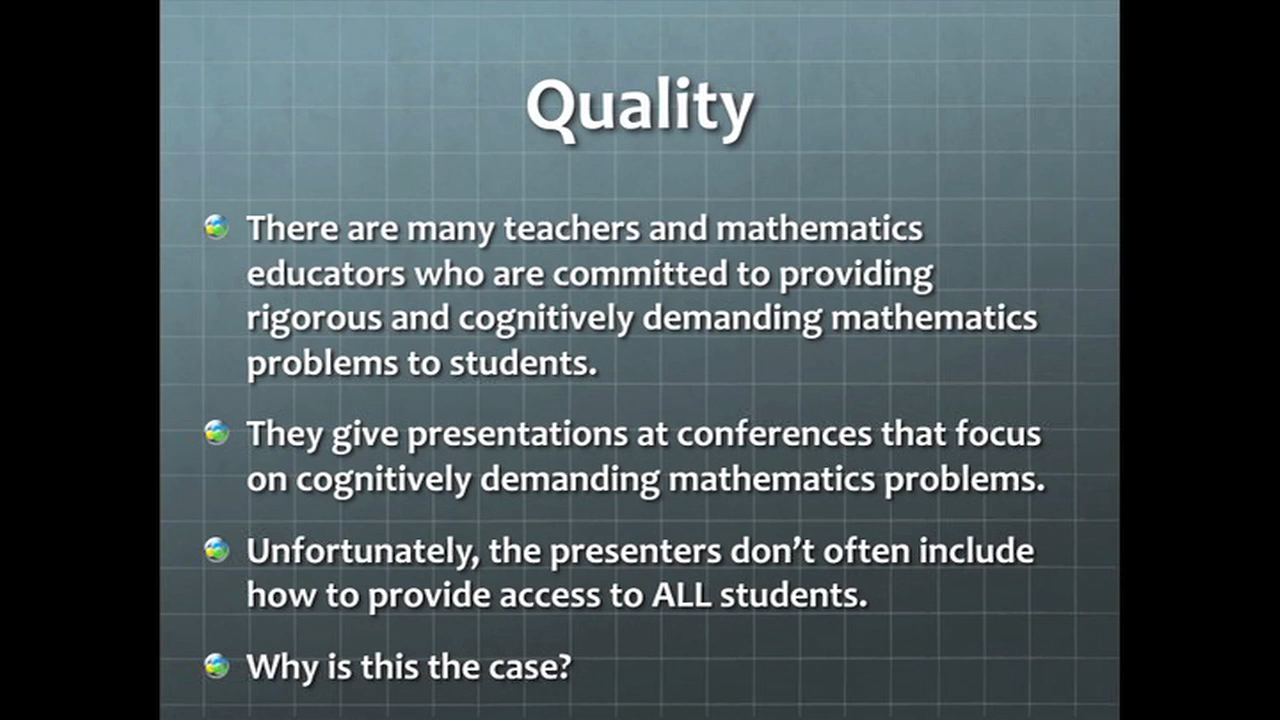 Quality
There are many teachers and mathematics
educators who are committed to providing
rigorous and cognitively demanding mathematics
problems to students.
They give presentations at conferences that focus
on cognitively demanding mathematics problems.
Unfortunately, the presenters don’t often include
how to provide access to ALL students.
Why is this the case?